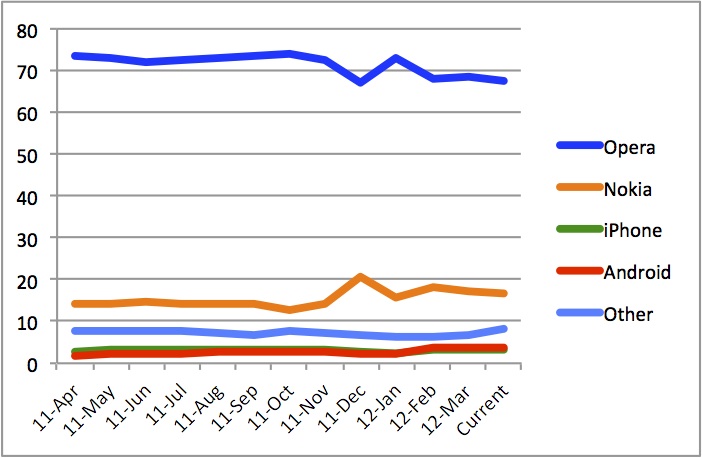 80
70
60
50
40
30
20
10
0
11-Apr
11-May
11-Jun
11-Jul
11-Aug
11-Sep
11-Oct
11-Nov
11-Dec
12-Jan
12-Feb
12-Mar
Current
Opera
Nokia
iPhone
Android
Other